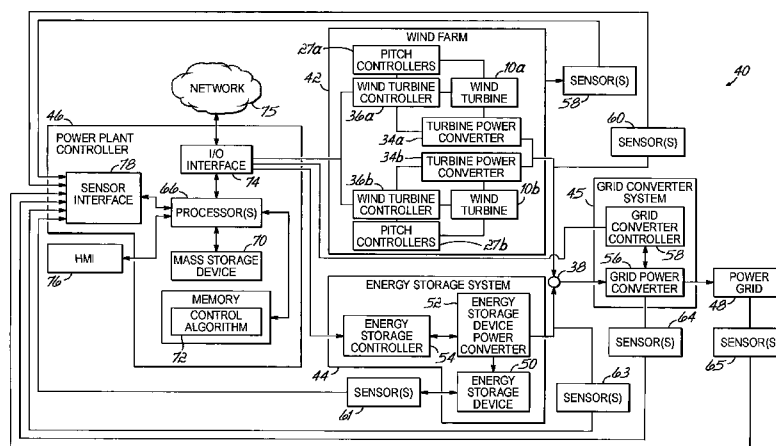 WIND FARM
27a
PITCH CONTROLLERS
10a
42
WIND TURBINE CONTROLLER
WIND TURBINE
36a
TURBINE POWER CONVERTER
34a
34b
TURBINE POWER CONVERTER
36b
10b
WIND TURBINE CONTROLLER
WIND TURBINE
PITCH CONTROLLERS
27b
SENSOR(S)
58
40
60
SENSOR(S)
NETWORK
75
46
POWER PLANT CONTROLLER
78
I/O INTERFACE
74
SENSOR INTERFACE
66
PROCESSOR(S)
70
MASS STORAGE DEVICE
HMI
76
MEMORY
CONTROL ALGORITHM
72
45
GRID CONVERTER SYSTEM
GRID CONVERTER CONTROLLER
56
58
GRID POWER CONVERTER
38
POWER GRID
48
ENERGY STORAGE SYSTEM
52
ENERGY STORAGE DEVICE POWER CONVERTER
ENERGY STORAGE CONTROLLER
54
50
ENERGY STORAGE DEVICE
44
SENSOR(S)
61
64
SENSOR(S)
63
SENSOR(S)
SENSOR(S)
65